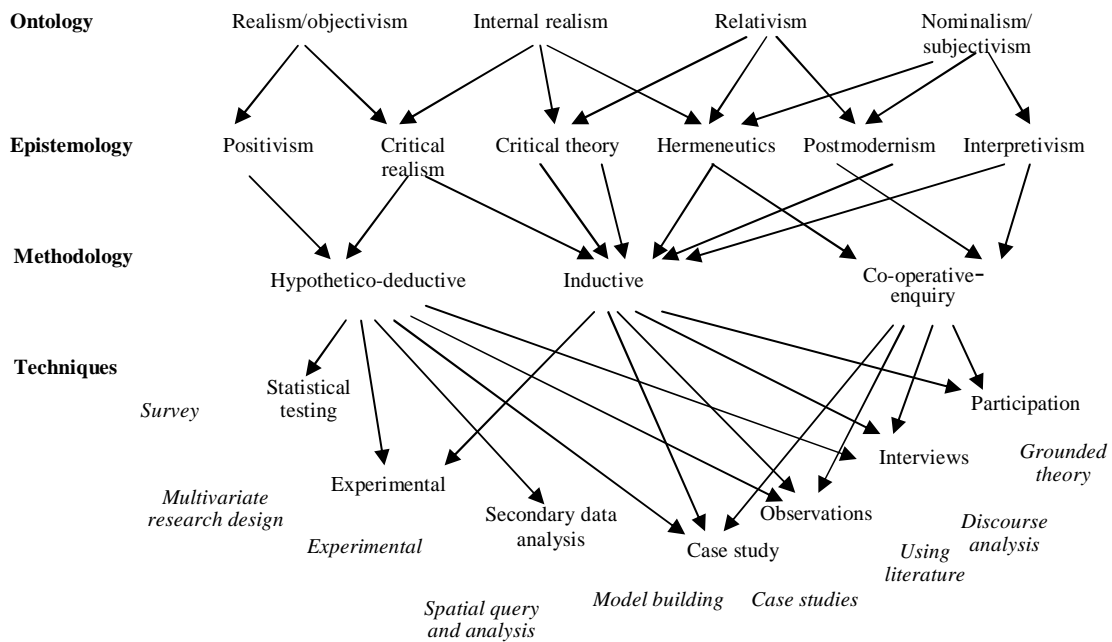 Ontology
Realism/objectivism
Internal realism
Relativism
Nominalism/
subjectivism
Epistemology
Positivism
Critical
realism
Critical theory
Hermeneutics
Postmodernism
Interpretivism
Methodology
Hypothetico-deductive
Inductive
Co-operative-
enquiry
Techniques
Statistical
testing
Participation
Survey
Interviews
Grounded
theory
Experimental
Multivariate
research design
Secondary data
analysis
Observations
Case study
Experimental
Discourse
analysis
Using
literature
Model building
Case studies
Spatial query
and analysis